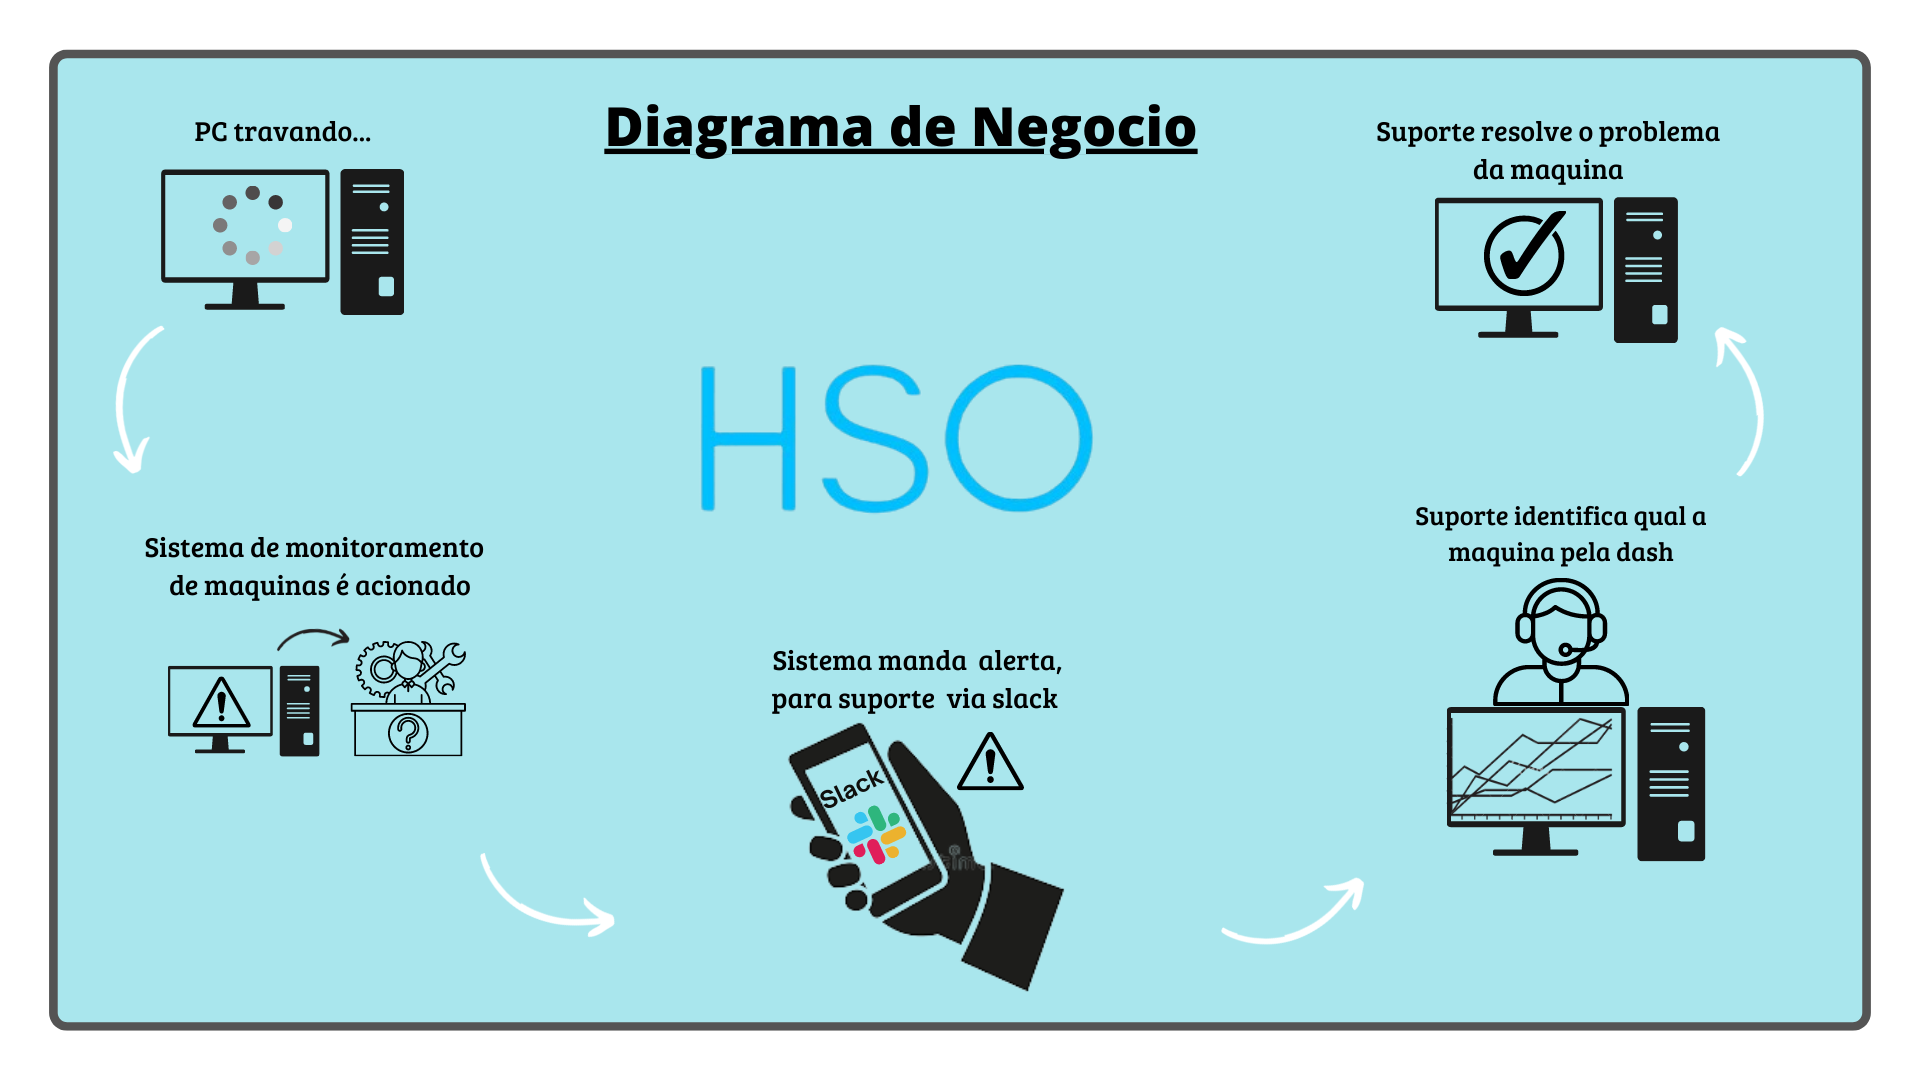 Diagrama de Negocio
PC travando...
Sistema de monitoramento
de maquinas é acionado
HSO
Sistema manda alerta,
para suporte via slack
Slack
Suporte identifica qual a
maquina pela dash
Suporte resolve o problema
da maquina